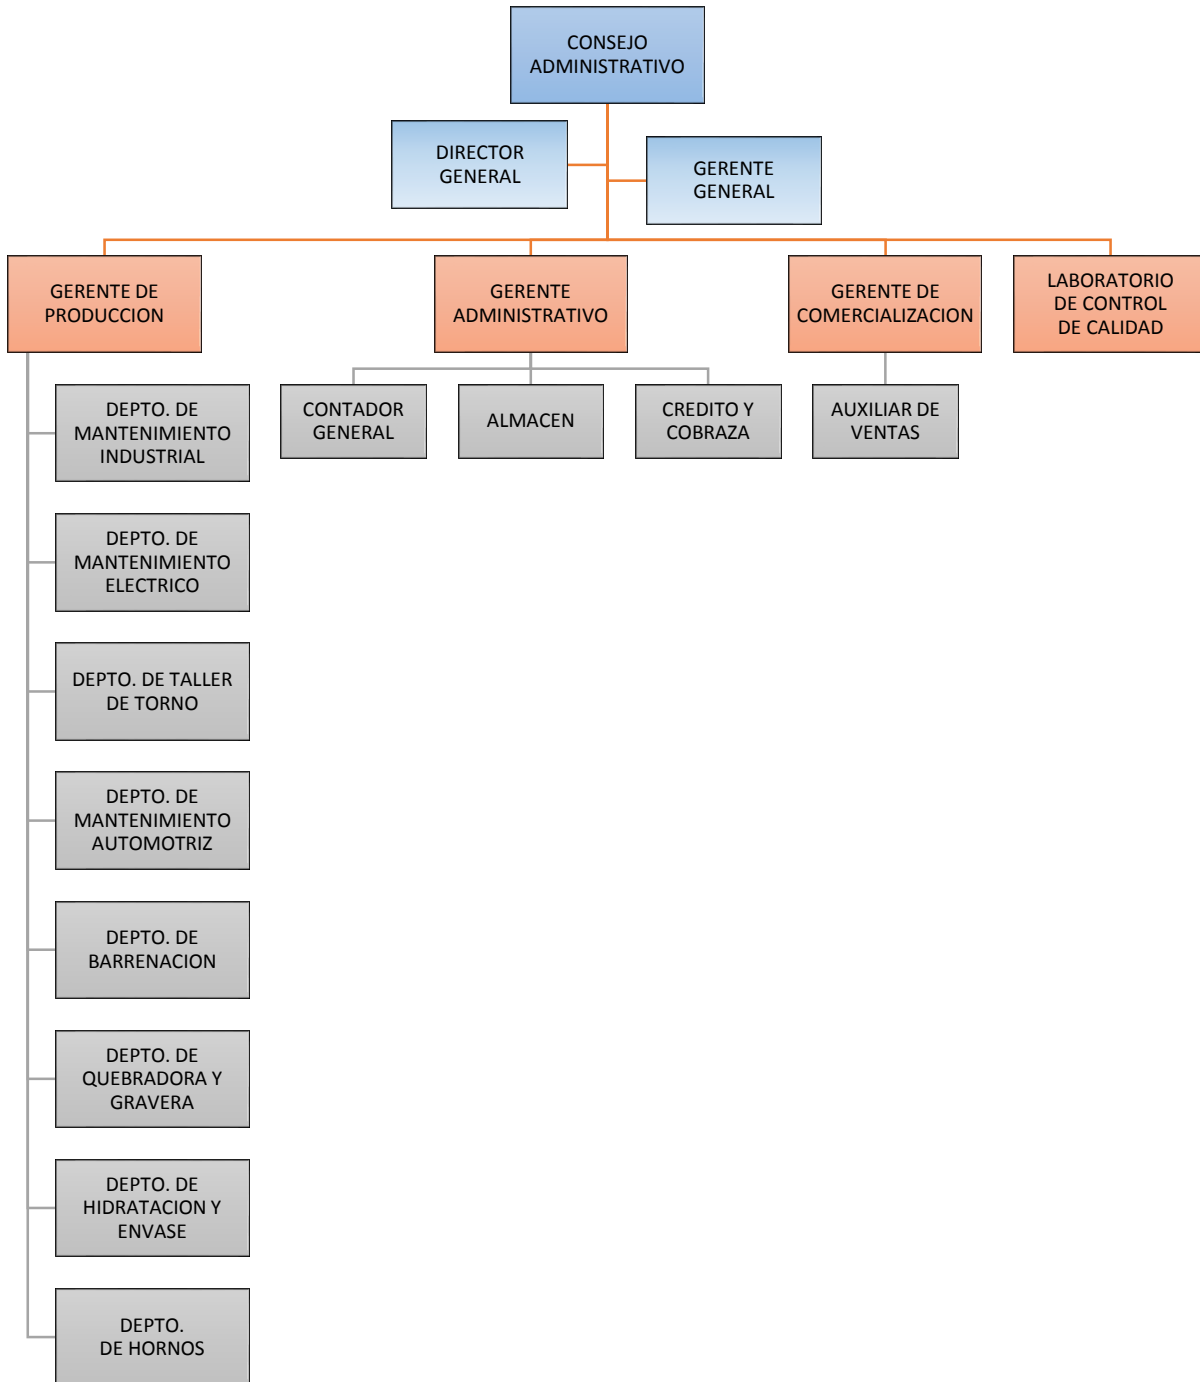 CONSEJO
ADMINISTRATIVO
DIRECTOR
GENERAL
GERENTE
GENERAL
GERENTE DE
PRODUCCION
GERENTE
ADMINISTRATIVO
GERENTE DE
COMERCIALIZACION
LABORATORIO
DE CONTROL
DE CALIDAD
DEPTO. DE
MANTENIMIENTO
INDUSTRIAL
CONTADOR
GENERAL
ALMACEN
CREDITO Y
COBRAZA
AUXILIAR DE
VENTAS
DEPTO. DE
MANTENIMIENTO
ELECTRICO
DEPTO. DE TALLER
DE TORNO
DEPTO. DE
MANTENIMIENTO
AUTOMOTRIZ
DEPTO. DE
BARRENACION
DEPTO. DE
QUEBRADORA Y
GRAVERA
DEPTO. DE
HIDRATACION Y
ENVASE
DEPTO.
DE HORNOS